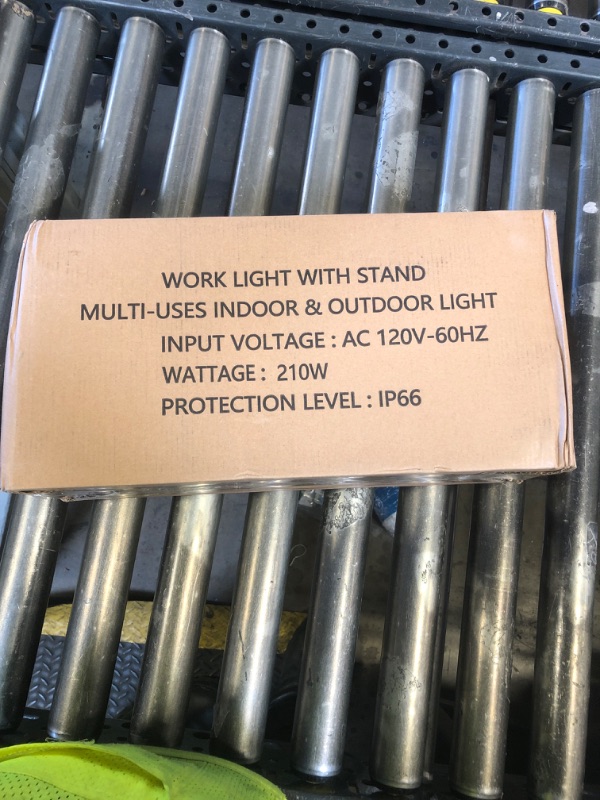 WORK LIGHT WITH STAND
MULTI-USES INDOOR & OUTDOOR LIGHT
INPUT VOLTAGE : AC 120V-60HZ
WATTAGE : 210W
PROTECTION LEVEL : IP66